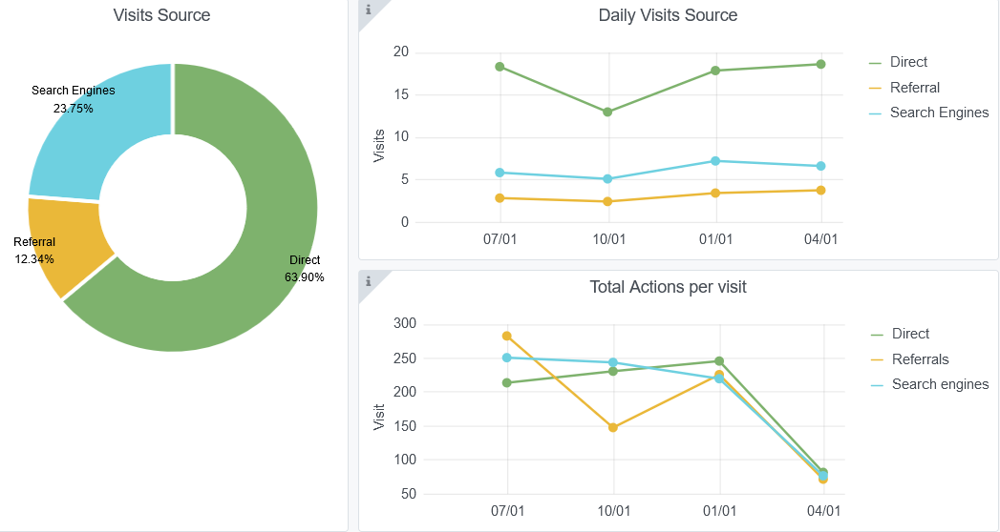 Visits Source
Search Engines
23.75%
Referral
12.34%
Direct
63.90%
i
Daily Visits Source
Visits
20
15
10
5
0
07/01
10/01
01/01
04/01
Direct
Referral
Search Engines
i
Total Actions per visit
Visit
300
250
200
150
100
50
07/01
10/01
01/01
04/01
Direct
Referrals
Search engines